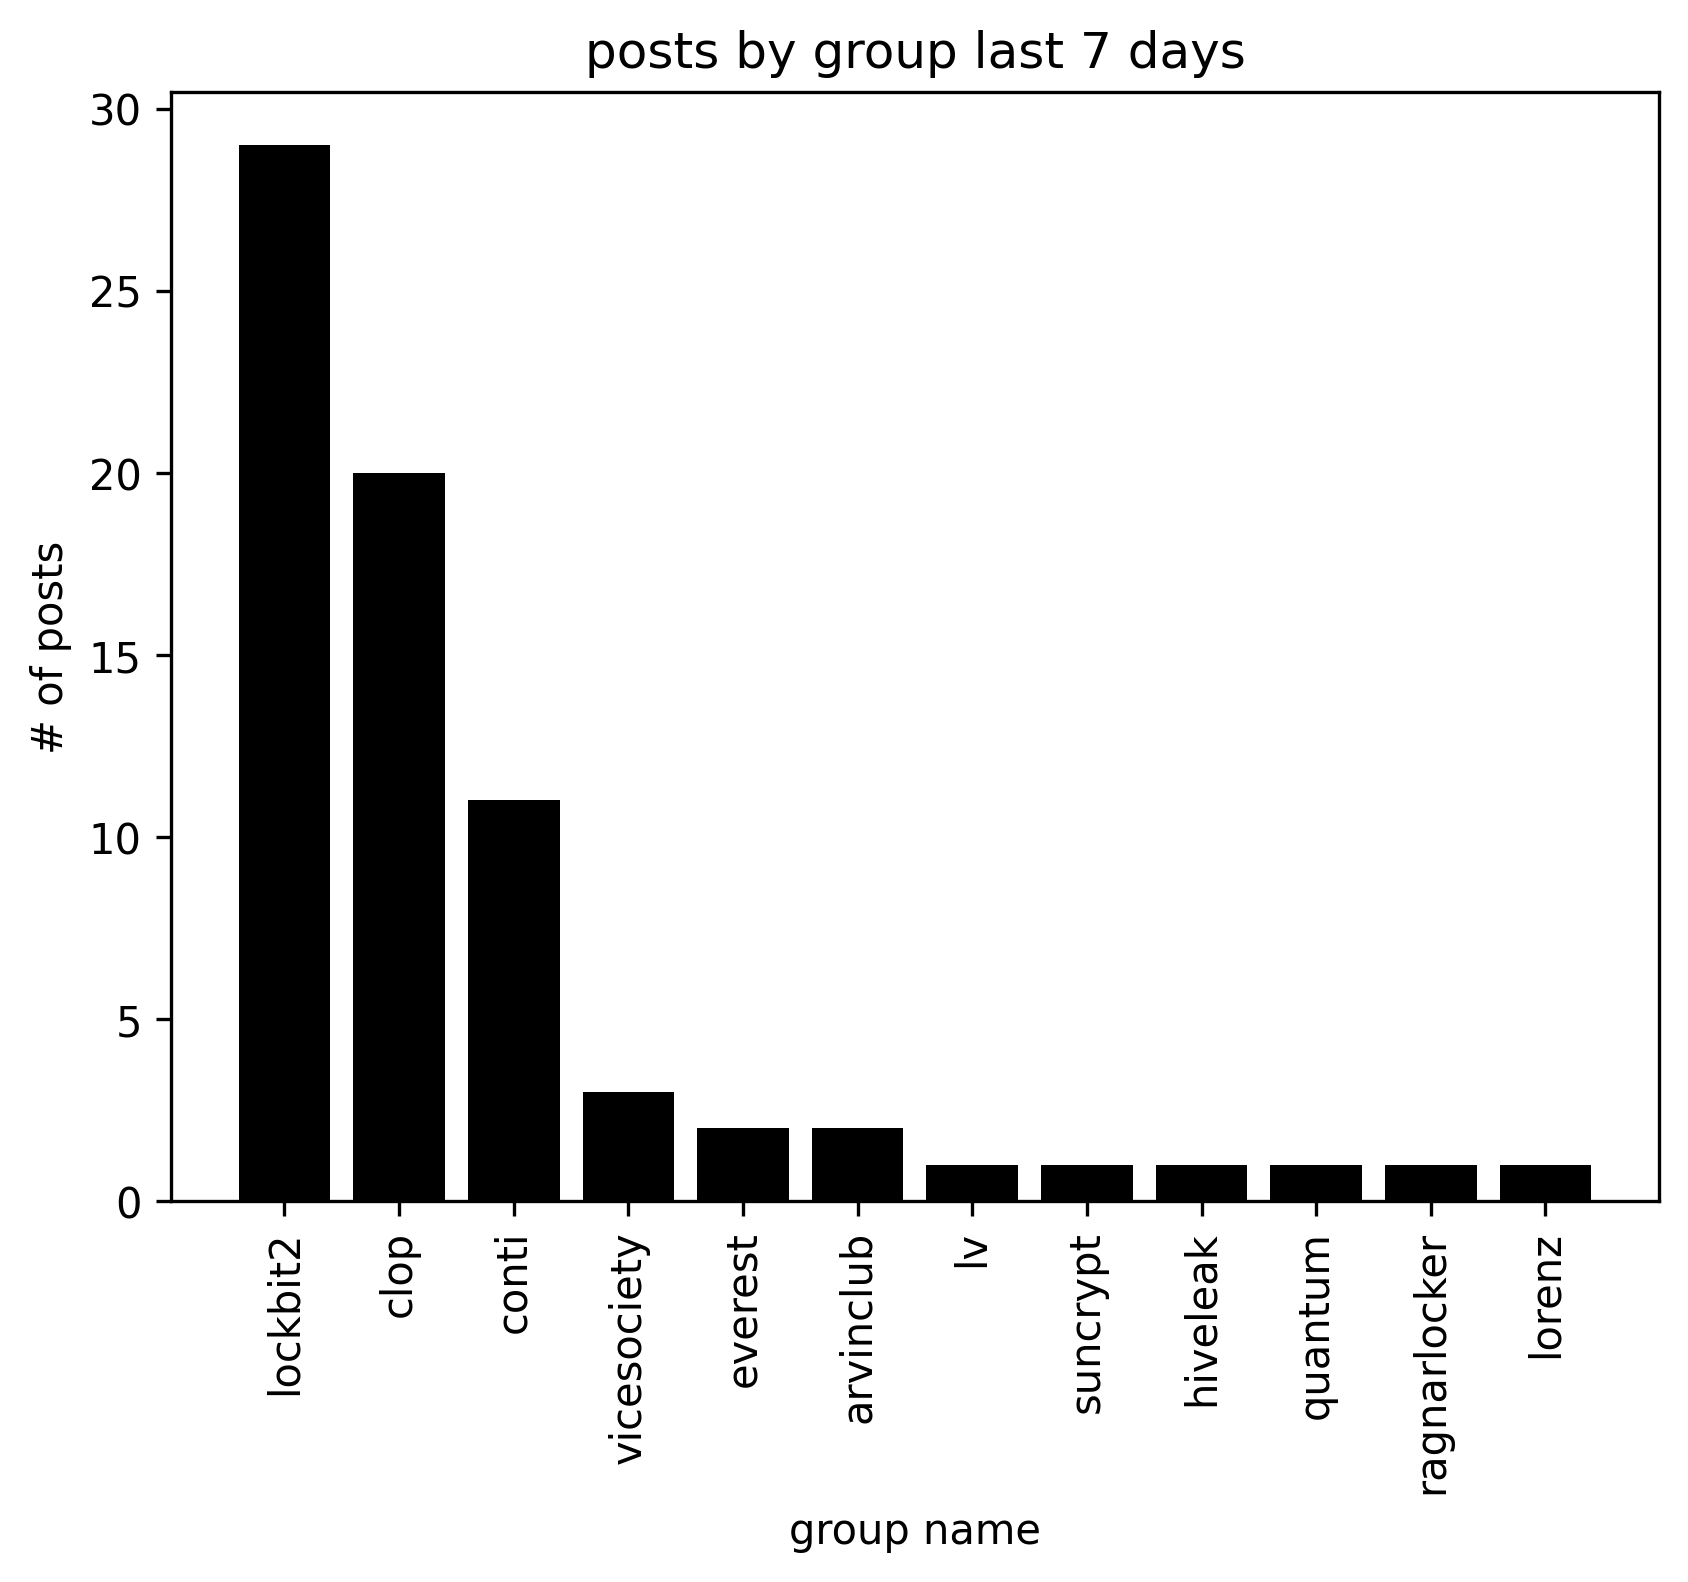 posts by group last 7 days
30
25
20
15
10
5
0
# of posts
lockbit2
clop
conti
vicesociety
everest
arvinclub
lv
suncrypt
hiveleak
quantum
ragnarlocker
lorenz
group name